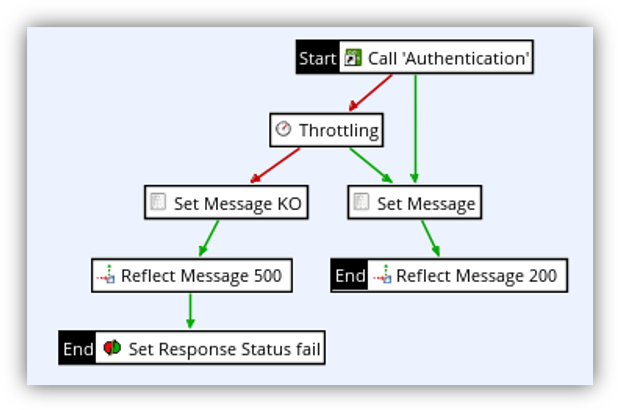 Start Call 'Authentication'
Throttling
Set Message KO
Set Message
Reflect Message 500
End Reflect Message 200
End Set Response Status fail